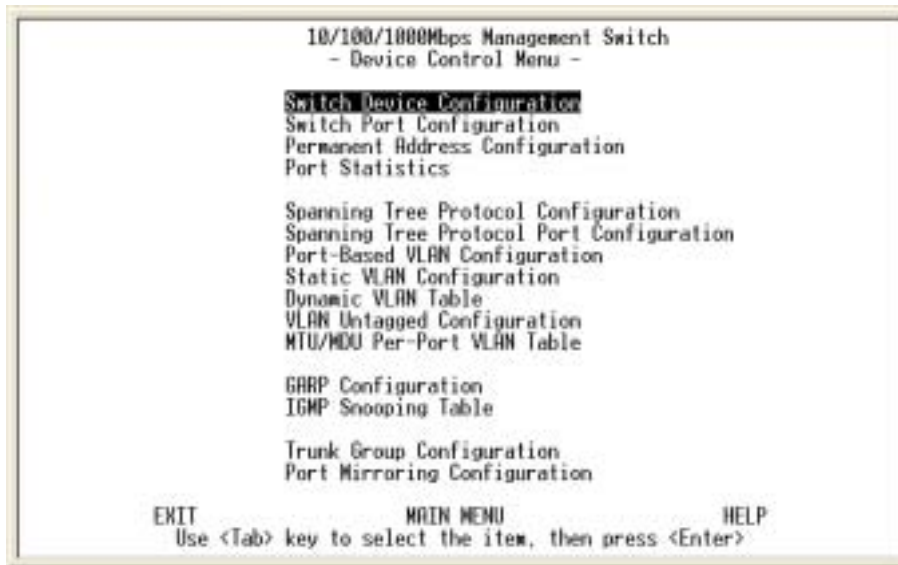 10/100/1000Mbps Management Switch
- Device Control Menu -
Switch Device Configuration
Switch Port Configuration
Permanent Address Configuration
Port Statistics
Spanning Tree Protocol Configuration
Spanning Tree Protocol Port Configuration
Port-Based VLAN Configuration
Static VLAN Configuration
Dynamic VLAN Table
VLAN Untagged Configuration
MTU/MDU Per-Port VLAN Table
GARP Configuration
IGMP Snooping Table
Trunk Group Configuration
Port Mirroring Configuration
EXIT MAIN MENU HELP
Use <Tab> key to select the item, then press <Enter>